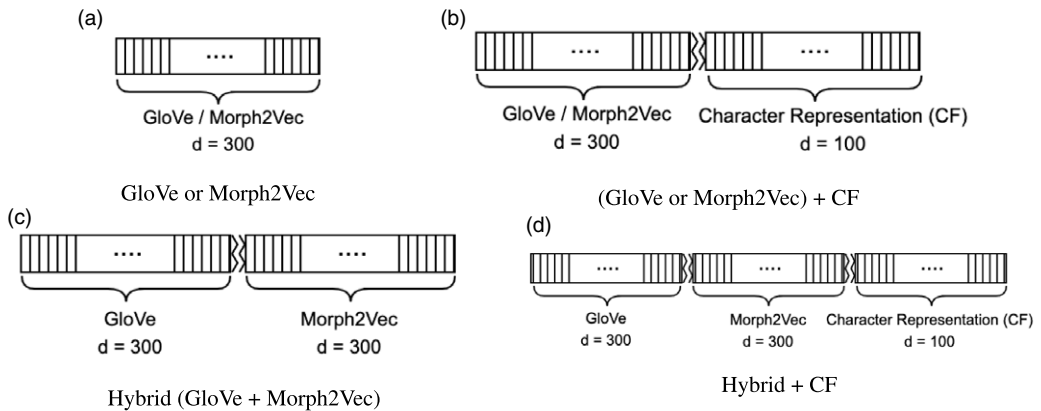 (a)
....
GloVe / Morph2Vec
d = 300
GloVe or Morph2Vec
(b)
.... ....
GloVe / Morph2Vec Character Representation (CF)
d = 300 d = 100
(GloVe or Morph2Vec) + CF
(c)
.... ....
GloVe Morph2Vec
d = 300 d = 300
Hybrid (GloVe + Morph2Vec)
(d)
.... .... ....
GloVe Morph2Vec Character Representation (CF)
d = 300 d = 300 d = 100
Hybrid + CF